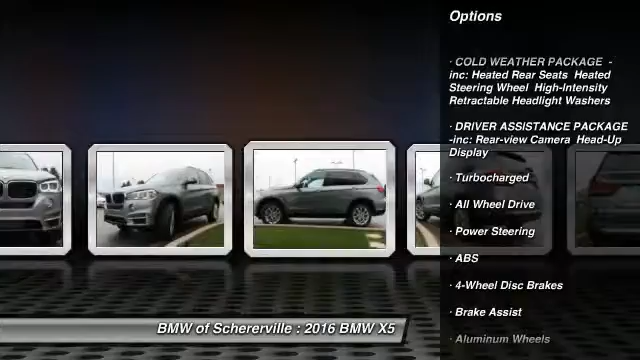 Options
· COLD WEATHER PACKAGE -
inc: Heated Rear Seats Heated
Steering Wheel High-Intensity
Retractable Headlight Washers
· DRIVER ASSISTANCE PACKAGE
-inc: Rear-view Camera Head-Up
Display
· Turbocharged
· All Wheel Drive
· Power Steering
· ABS
· 4-Wheel Disc Brakes
· Brake Assist
· Aluminum Wheels
BMW of Schererville : 2016 BMW X5